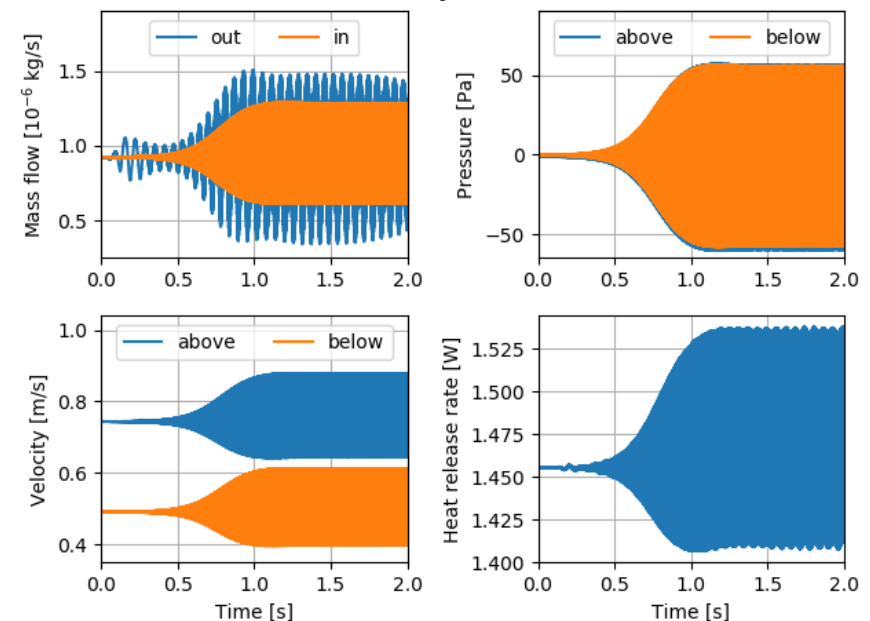 out in
Mass flow [10⁻⁶ kg/s]
1.5
1.0
0.5
0.0 0.5 1.0 1.5 2.0
above below
Pressure [Pa]
50
0
−50
0.0 0.5 1.0 1.5 2.0
above below
Velocity [m/s]
1.0
0.8
0.6
0.4
0.0 0.5 1.0 1.5 2.0
Time [s]
Heat release rate [W]
1.525
1.500
1.475
1.450
1.425
1.400
0.0 0.5 1.0 1.5 2.0
Time [s]